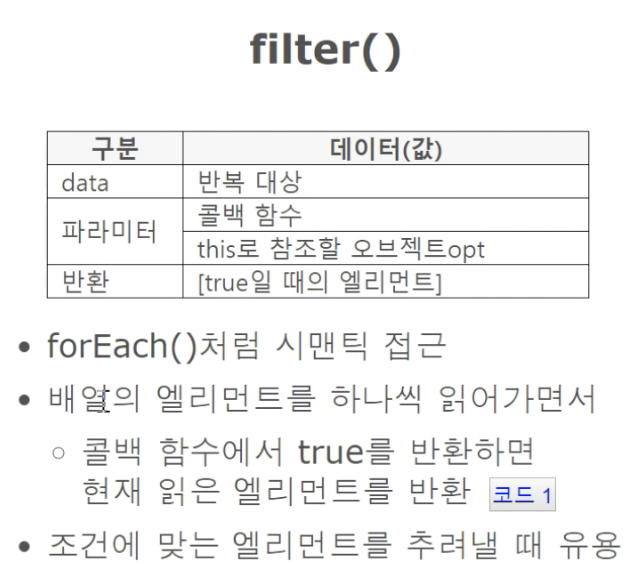 filter()
구분 데이터(값)
data 반복 대상
파라미터 콜백 함수
this로 참조할 오브젝트opt
반환 [true일 때의 엘리먼트]
• forEach()처럼 시맨틱 접근
• 배열의 엘리먼트를 하나씩 읽어가면서
○ 콜백 함수에서 true를 반환하면
현재 읽은 엘리먼트를 반환 코드 1
• 조건에 맞는 엘리먼트를 추려낼 때 유용